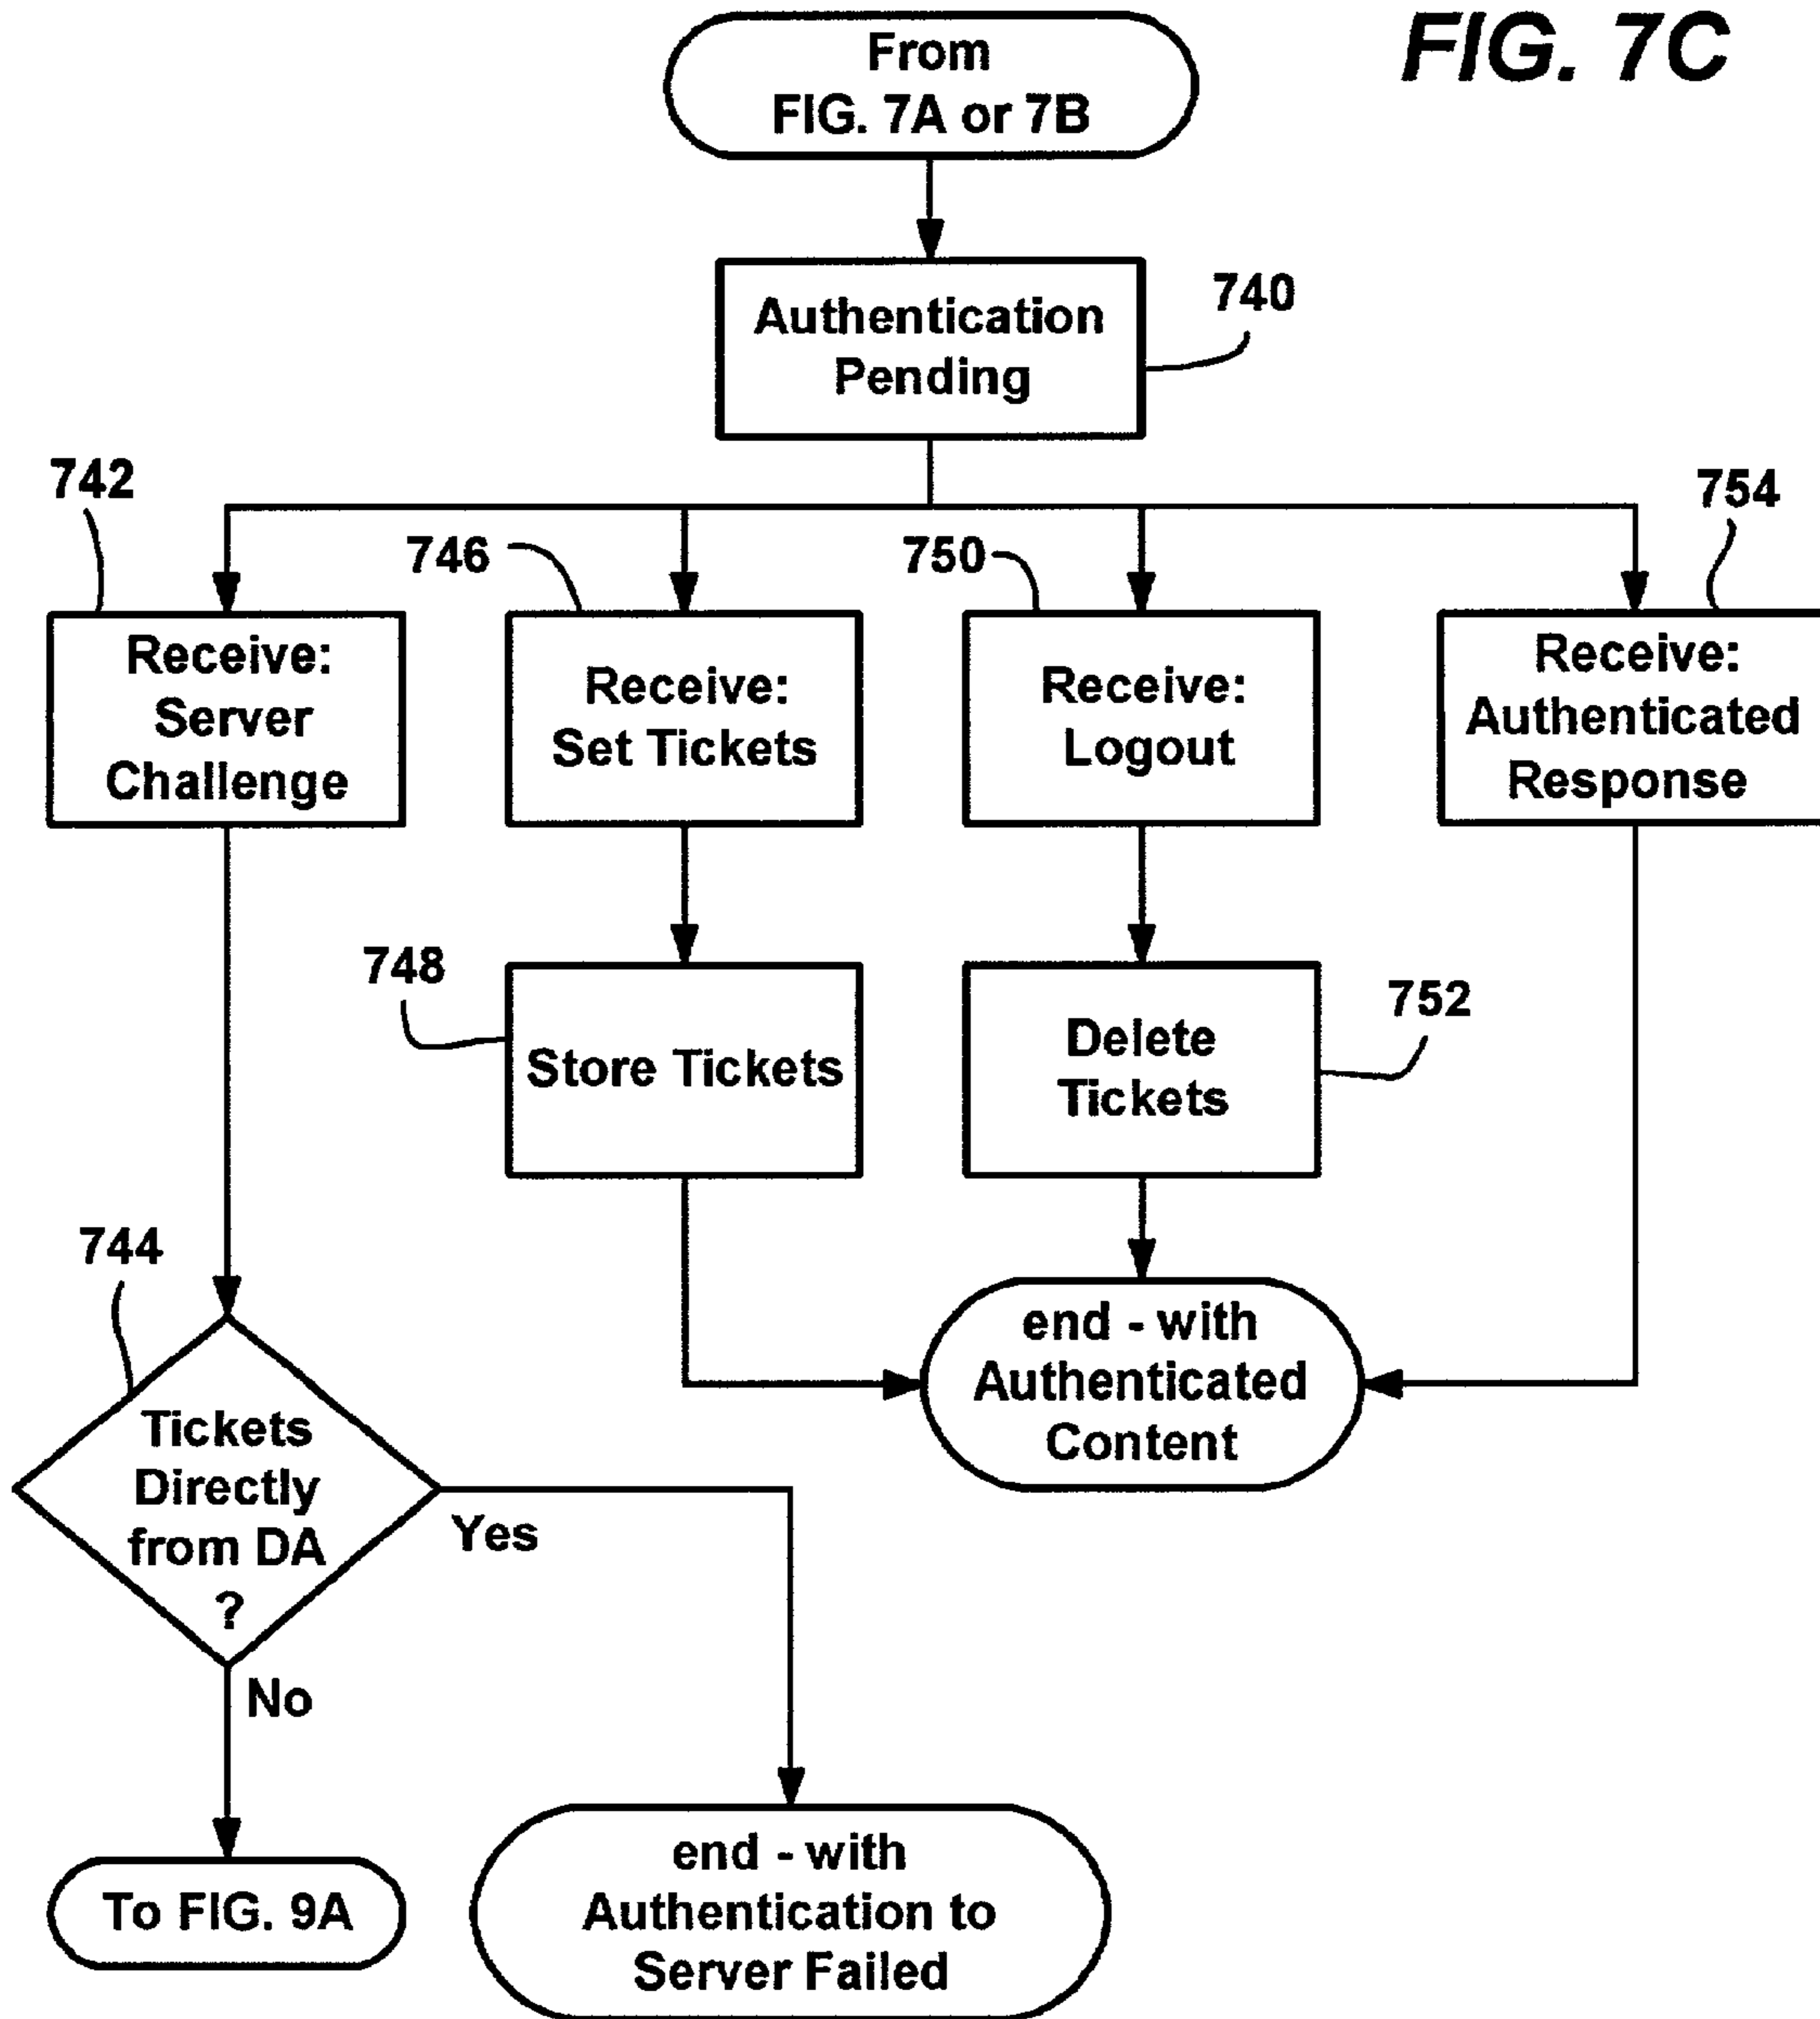 FIG. 7C
From
FIG. 7A or 7B
Authentication
Pending
740
742
746
750
754
Receive:
Server
Challenge
Receive:
Set Tickets
Receive:
Logout
Receive:
Authenticated
Response
748
Store Tickets
Delete
Tickets
752
744
Tickets
Directly
from DA
?
Yes
No
end - with
Authenticated
Content
To FIG. 9A
end - with
Authentication to
Server Failed